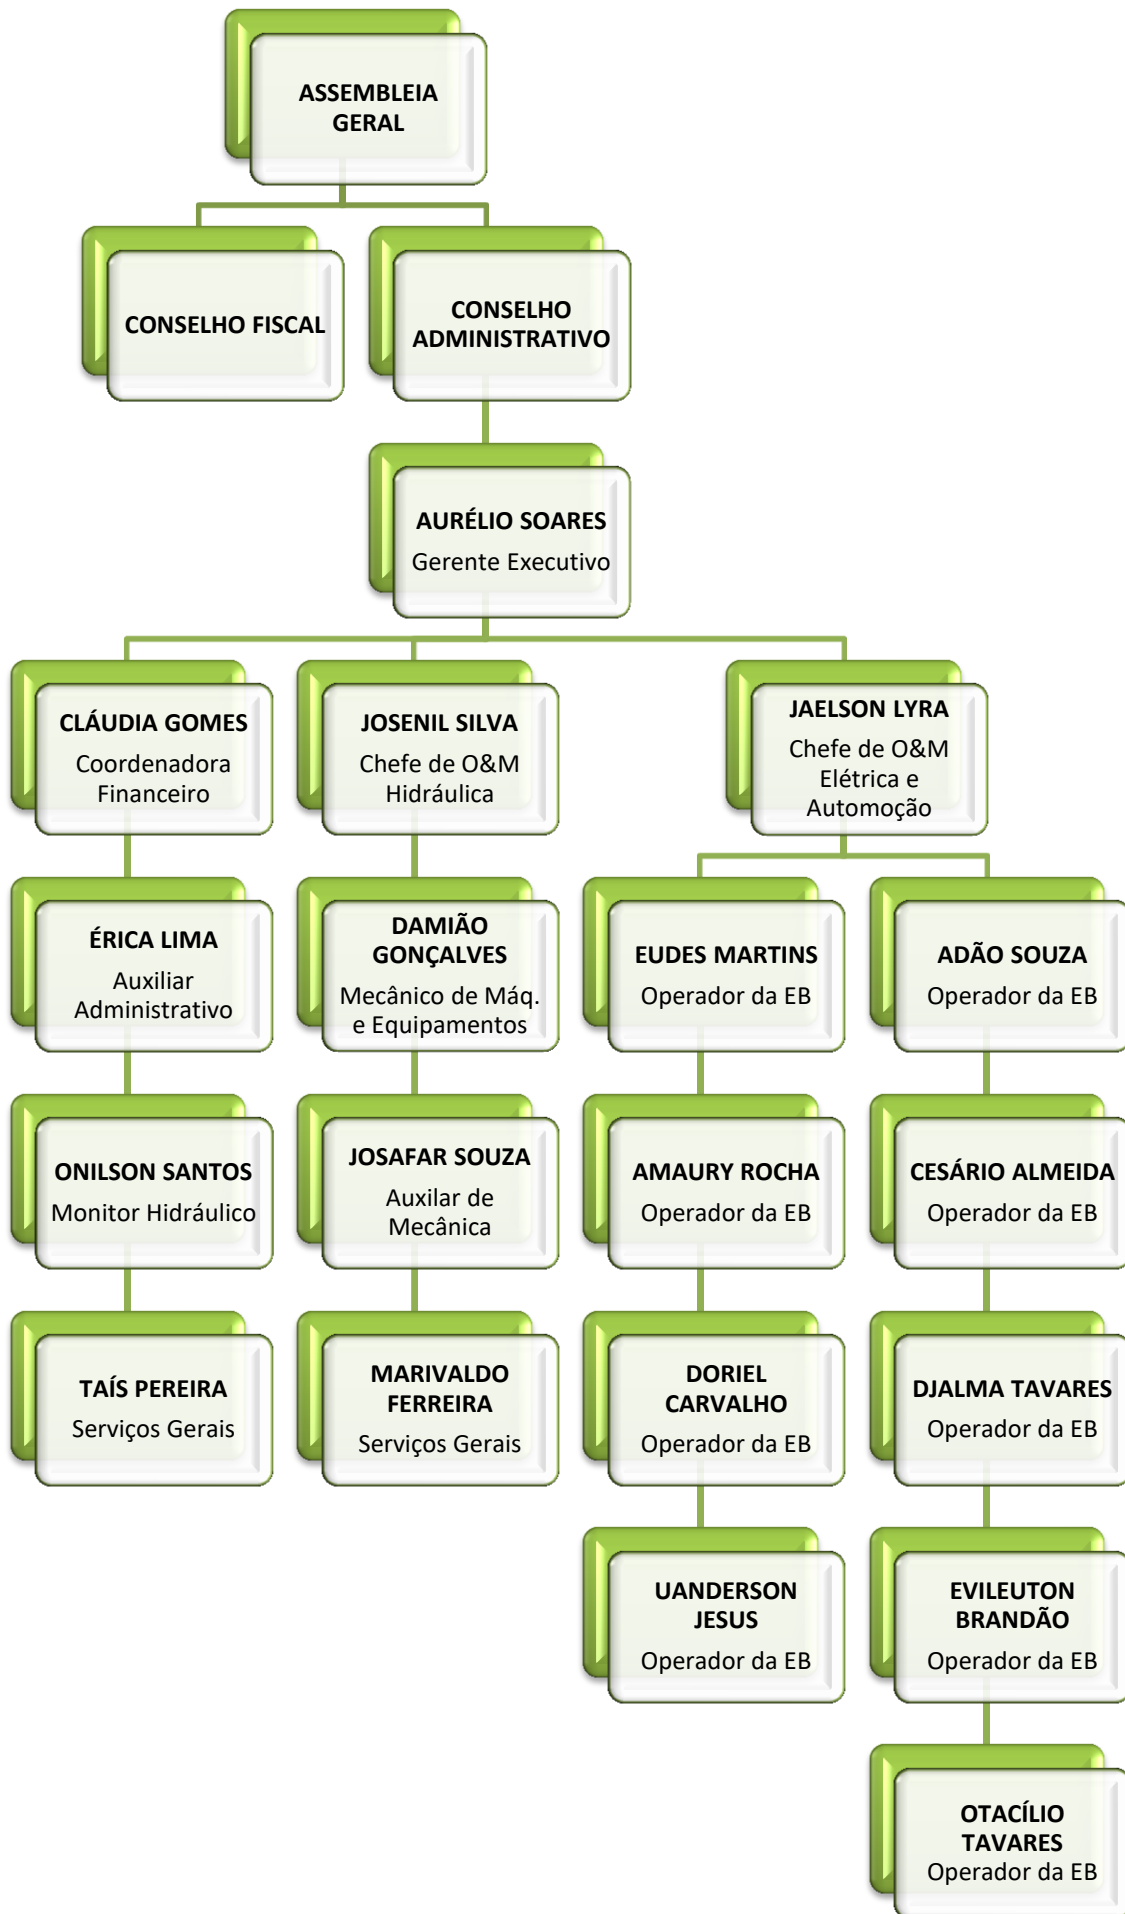 ASSEMBLEIA
GERAL
CONSELHO FISCAL
CONSELHO
ADMINISTRATIVO
AURÉLIO SOARES
Gerente Executivo
CLÁUDIA GOMES
Coordenadora
Financeiro
JOSENIL SILVA
Chefe de O&M
Hidráulica
JAELSON LYRA
Chefe de O&M
Elétrica e
Automoção
ÉRICA LIMA
Auxiliar
Administrativo
DAMIÃO
GONÇALVES
Mecânico de Máq.
e Equipamentos
EUDES MARTINS
Operador da EB
ADÃO SOUZA
Operador da EB
ONILSON SANTOS
Monitor Hidráulico
JOSAFAR SOUZA
Auxilar de
Mecânica
AMAURY ROCHA
Operador da EB
CESÁRIO ALMEIDA
Operador da EB
TAÍS PEREIRA
Serviços Gerais
MARIVALDO
FERREIRA
Serviços Gerais
DORIEL
CARVALHO
Operador da EB
DJALMA TAVARES
Operador da EB
UANDERSON
JESUS
Operador da EB
EVILEUTON
BRANDÃO
Operador da EB
OTACÍLIO
TAVARES
Operador da EB